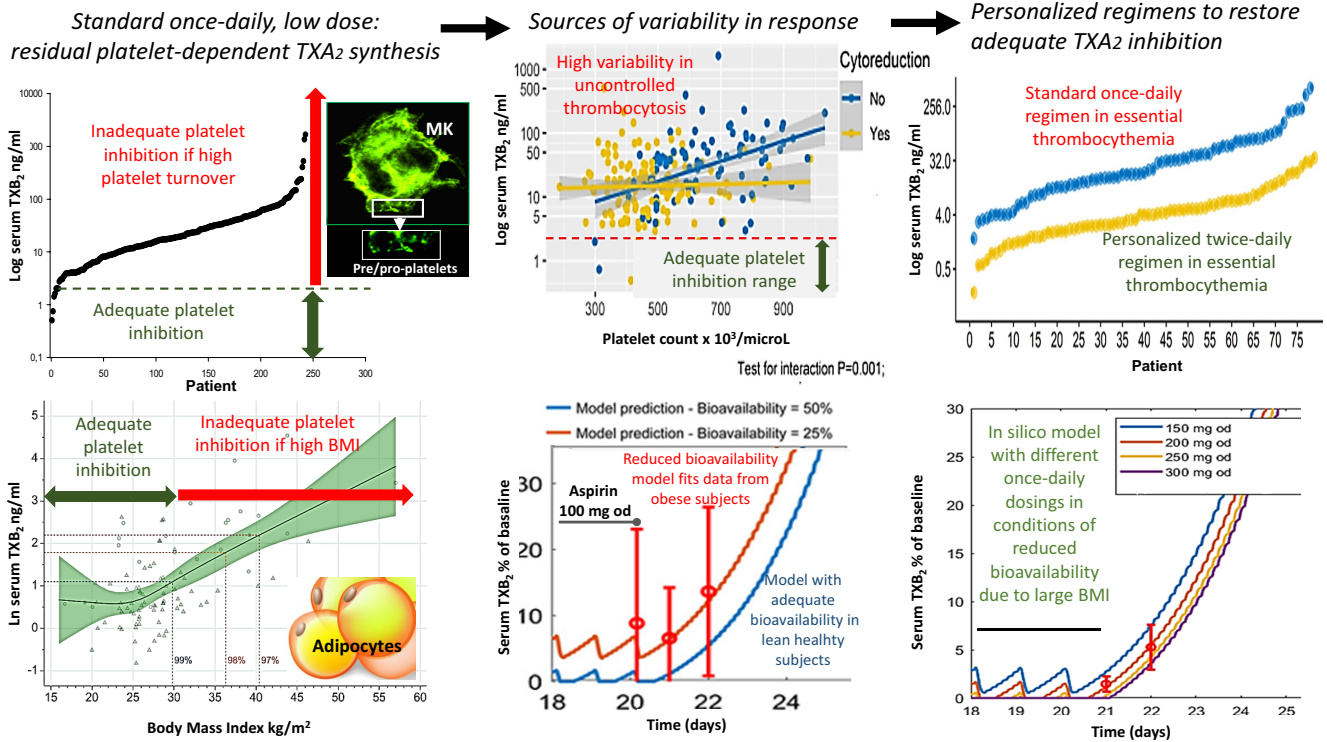 Standard once-daily, low dose:
residual platelet-dependent TXA₂ synthesis
Sources of variability in response
Personalized regimens to restore
adequate TXA₂ inhibition
Log serum TXB₂ ng/ml
10000
1000
100
10
1
0,1
Inadequate platelet
inhibition if high
platelet turnover
Adequate platelet
inhibition
MK
Pre/pro-platelets
0
50
100
150
200
250
300
Patient
Log serum TXB₂ ng/ml
1000
500
100
50
10
5
1
High variability in
uncontrolled
thrombocytosis
Cytoreduction
No
Yes
Adequate platelet
inhibition range
300
500
700
900
Platelet count x 10³/microL
Test for interaction P=0.001;
Log serum TXB₂ ng/ml
256.0
32.0
4.0
0.5
Standard once-daily
regimen in essential
thrombocythemia
Personalized twice-daily
regimen in essential
thrombocythemia
0
5
10
15
20
25
30
35
40
45
50
55
60
65
70
75
Patient
Ln serum TXB₂ ng/ml
5
4
3
2
1
0
-1
Adequate
platelet
inhibition
Inadequate platelet
inhibition if high BMI
Adipocytes
99%
98%
97%
15
20
25
30
35
40
45
50
55
60
Body Mass Index kg/m²
Model prediction - Bioavailability = 50%
Model prediction - Bioavailability = 25%
Serum TXB₂ % of basaline
30
20
10
0
Reduced bioavailability
model fits data from
obese subjects
Aspirin
100 mg od
Model with
adequate
bioavailability in
lean healhty
subjects
18
20
22
24
Time (days)
Serum TXB₂ % of baseline
30
25
20
15
10
5
0
In silico model
with different
once-daily
dosings in
conditions of
reduced
bioavailability
due to large BMI
150 mg od
200 mg od
250 mg od
300 mg od
18
19
20
21
22
23
24
25
Time (days)